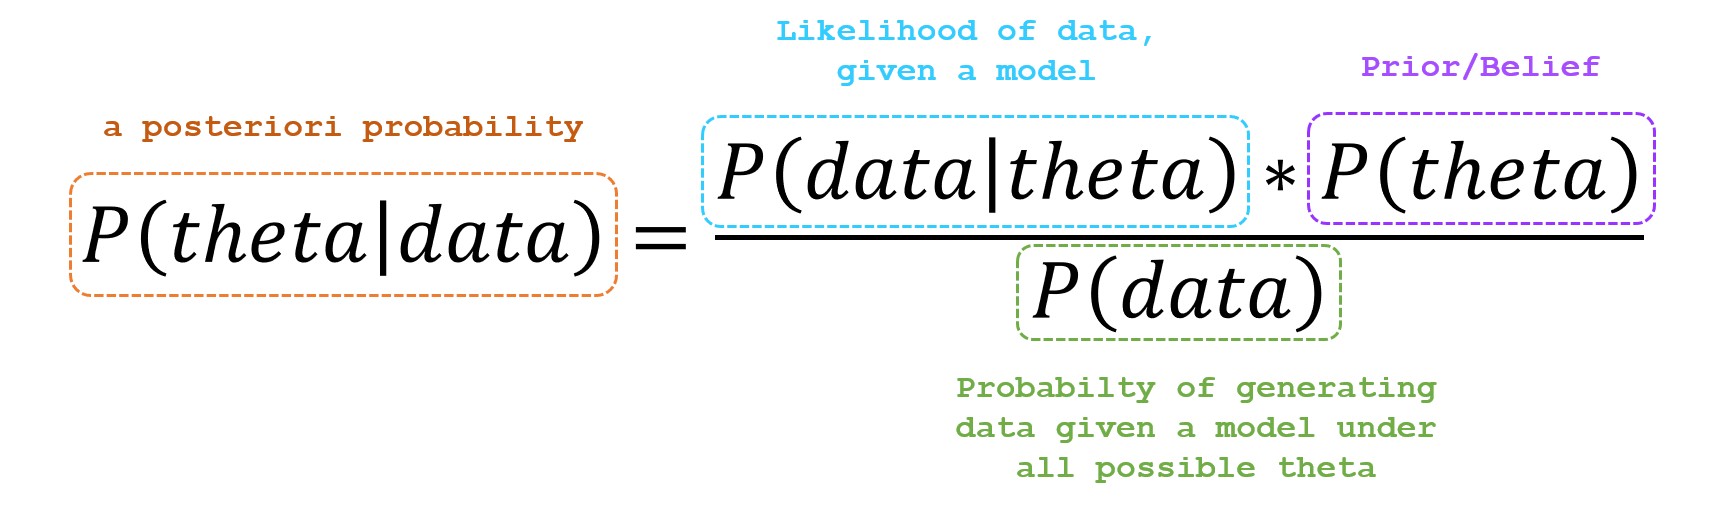 Likelihood of data,
given a model
Prior/Belief
a posteriori probability
P(data|theta) * P(theta)
P(theta|data) =
P(data)
Probabilty of generating
data given a model under
all possible theta